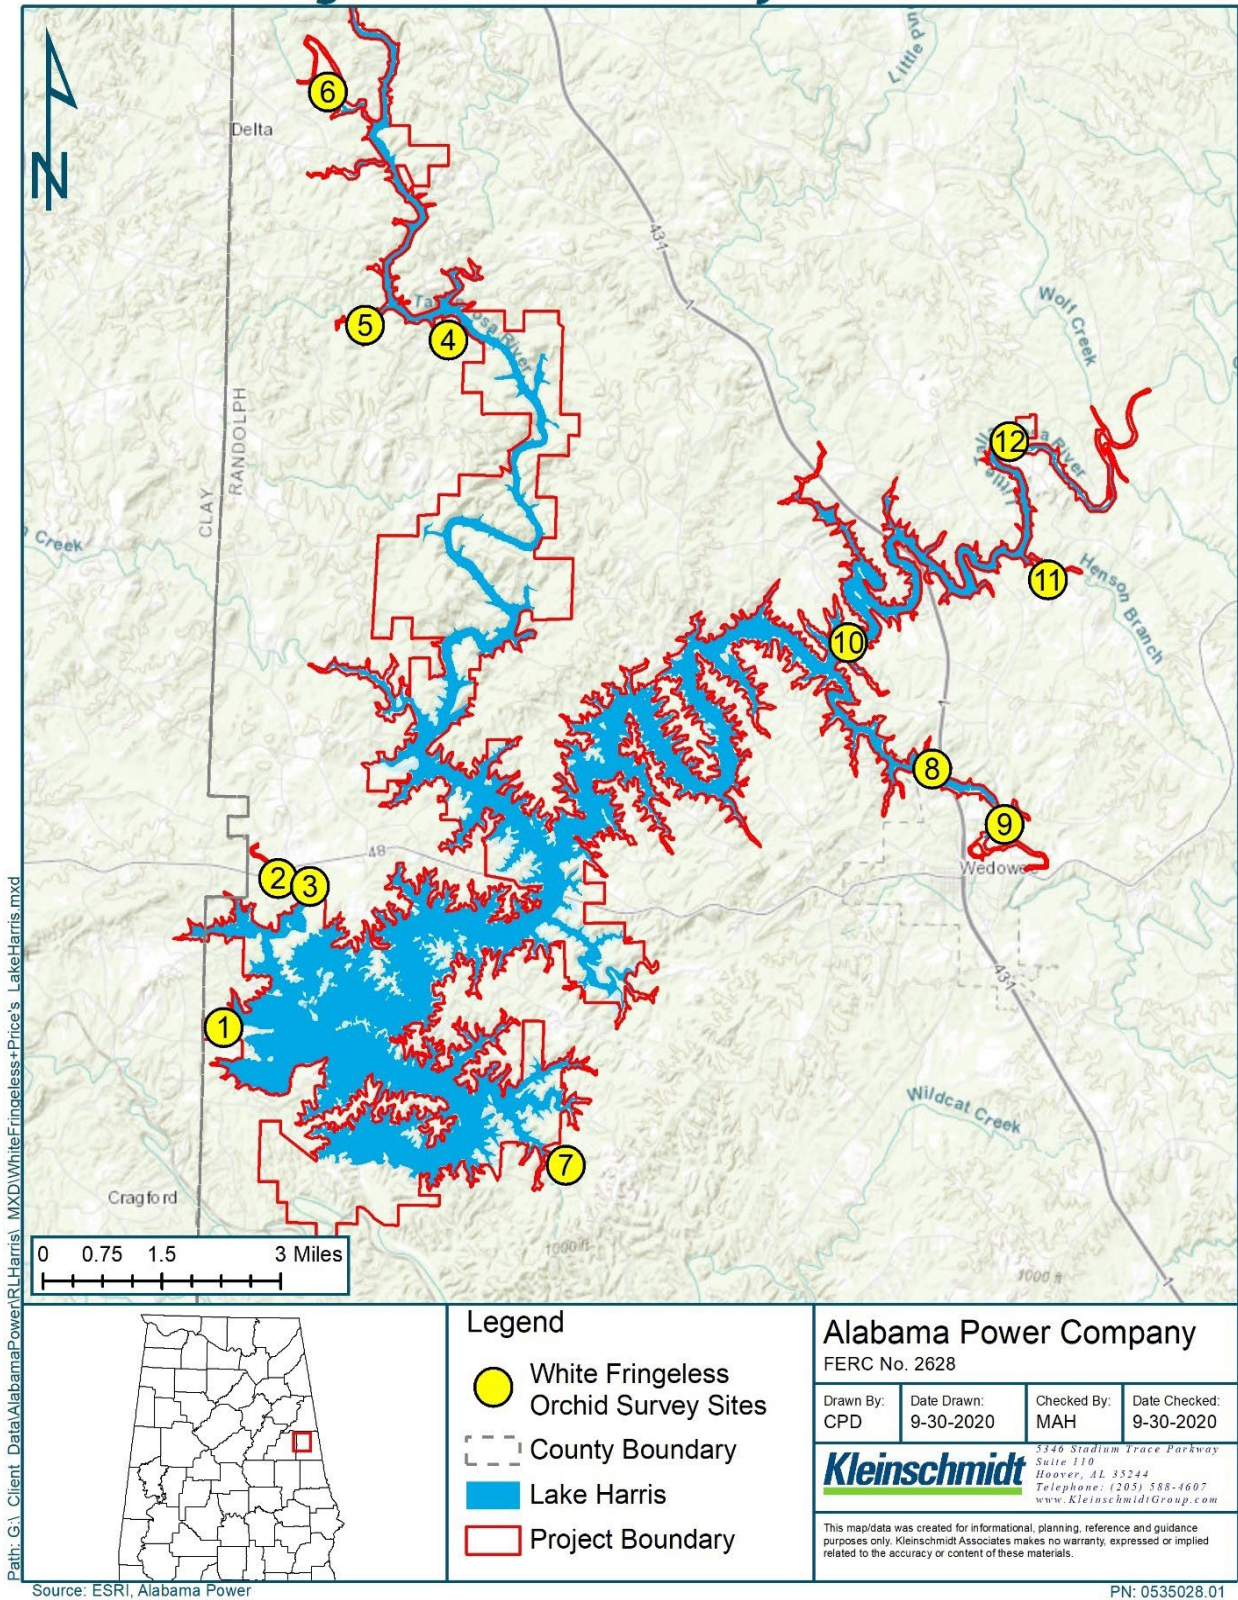 6
Delta
N
Little Pin
431
1
Wolf Creek
5
4
Tallapoosa River
CLAY
RANDOLPH
12
Little
River
11
Henson Branch
Creek
10
1
8
9
Wedowee
48
2
3
431
1
Wildcat Creek
7
Cragford
1000 ft
1000 ft
1
0 0.75 1.5 3 Miles
Path: G:\ Client Data\AlabamaPower\RLHarris\ MXD\WhiteFringeless+Price's LakeHarris.mxd
Legend
White Fringeless
Orchid Survey Sites
County Boundary
Lake Harris
Project Boundary
Alabama Power Company
FERC No. 2628
Drawn By:
CPD
Date Drawn:
9-30-2020
Checked By:
MAH
Date Checked:
9-30-2020
Kleinschmidt
5346 Stadium Trace Parkway
Suite 110
Hoover, AL 35244
Telephone: (205) 588-4607
www.KleinschmidtGroup.com
This map/data was created for informational, planning, reference and guidance
purposes only. Kleinschmidt Associates makes no warranty, expressed or implied
related to the accuracy or content of these materials.
Source: ESRI, Alabama Power
PN: 0535028.01